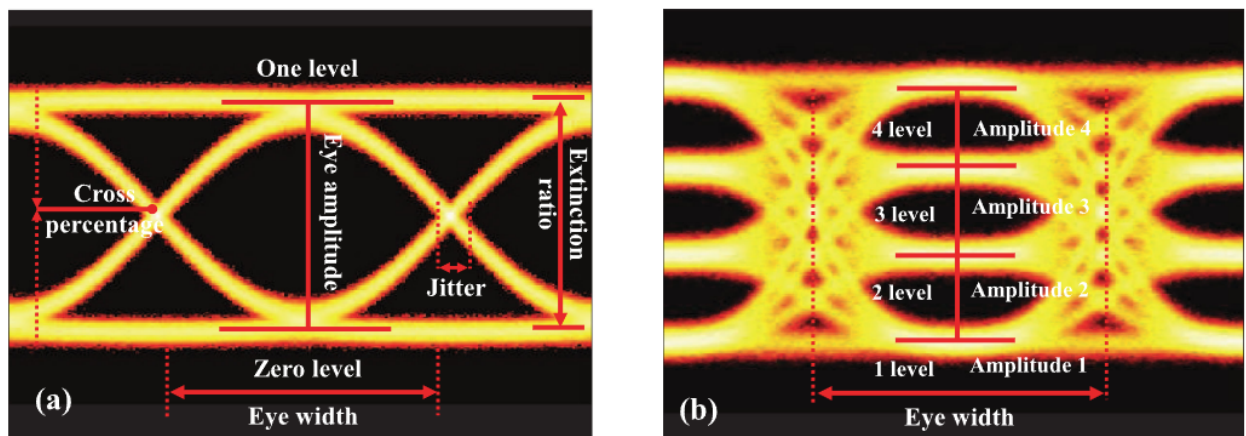 One level
Eye amplitude
Extinction
ratio
Cross
percentage
Jitter
Zero level
Eye width
(a)
4 level
Amplitude 4
3 level
Amplitude 3
2 level
Amplitude 2
1 level
Amplitude 1
Eye width
(b)